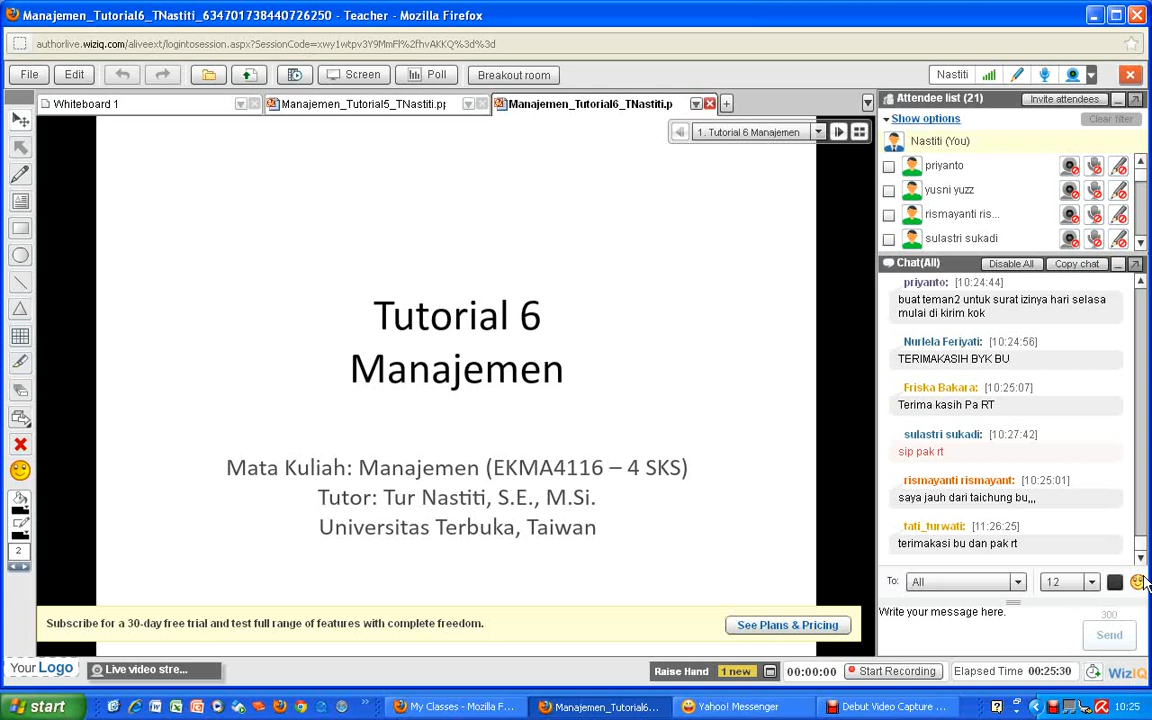 Manajemen_Tutorial6_TNastiti_634701738440726250 - Teacher - Mozilla Firefox
authorlive.wiziq.com/aliveext/logintosession.aspx?SessionCode=xwy1wtpv3Y9MmFl%2fhvAKKQ%3d%3d
File Edit Screen Poll Breakout room Nastiti
Whiteboard 1 Manajemen_Tutorial5_TNastiti.p Manajemen_Tutorial6_TNastiti.p
1. Tutorial 6 Manajemen
Tutorial 6
Manajemen
Mata Kuliah: Manajemen (EKMA4116 – 4 SKS)
Tutor: Tur Nastiti, S.E., M.Si.
Universitas Terbuka, Taiwan
Subscribe for a 30-day free trial and test full range of features with complete freedom. See Plans & Pricing
2
Attendee list (21) Invite attendees
Show options Clear filter
Nastiti (You)
priyanto
yusni yuzz
rismayanti ris...
sulastri sukadi
Chat(All) Disable All Copy chat
priyanto: [10:24:44]
buat teman2 untuk surat izinya hari selasa
mulai di kirim kok
Nurlela Feriyati: [10:24:56]
TERIMAKASIH BYK BU
Friska Bakara: [10:25:07]
Terima kasih Pa RT
sulastri sukadi: [10:27:42]
sip pak rt
rismayanti rismayant: [10:25:01]
saya jauh dari taichung bu,,,
tati_turwati: [11:26:25]
terimakasi bu dan pak rt
To: All 12
Write your message here.
300
Send
Your Logo Live video stre... Raise Hand 1 new 00:00:00 Start Recording Elapsed Time 00:25:30 WizIQ
start My Classes - Mozilla F... Manajemen_Tutorial6... Yahoo! Messenger Debut Video Capture ... 10:25